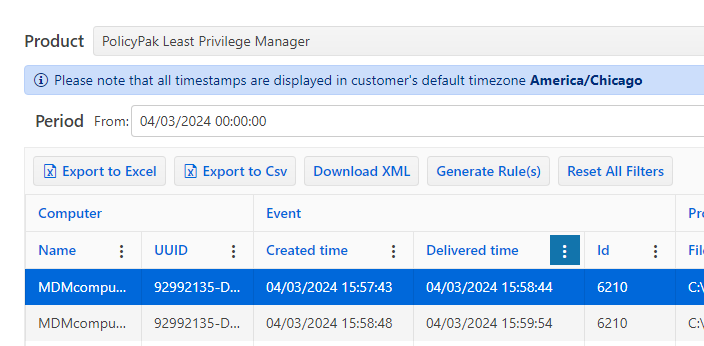 Product PolicyPak Least Privilege Manager
Please note that all timestamps are displayed in customer's default timezone America/Chicago
Period From: 04/03/2024 00:00:00
Export to Excel Export to Csv Download XML Generate Rule(s) Reset All Filters
Computer Event Pro
Name UUID Created time Delivered time Id File
MDMcompu... 92992135-D... 04/03/2024 15:57:43 04/03/2024 15:58:44 6210 C:\
MDMcompu... 92992135-D... 04/03/2024 15:58:48 04/03/2024 15:59:54 6210 C:\